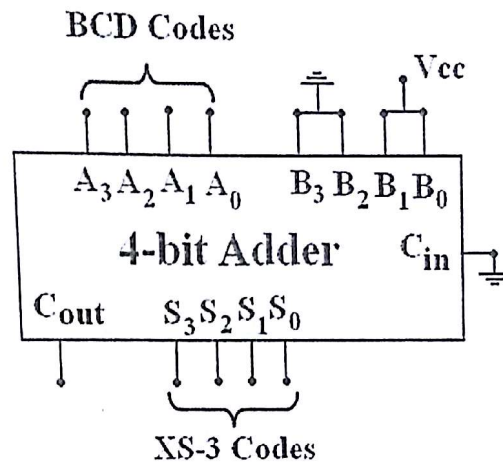 BCD Codes
Vcc
A₃ A₂ A₁ A₀ B₃ B₂ B₁ B₀
4-bit Adder Cin
Cout S₃ S₂ S₁ S₀
XS-3 Codes